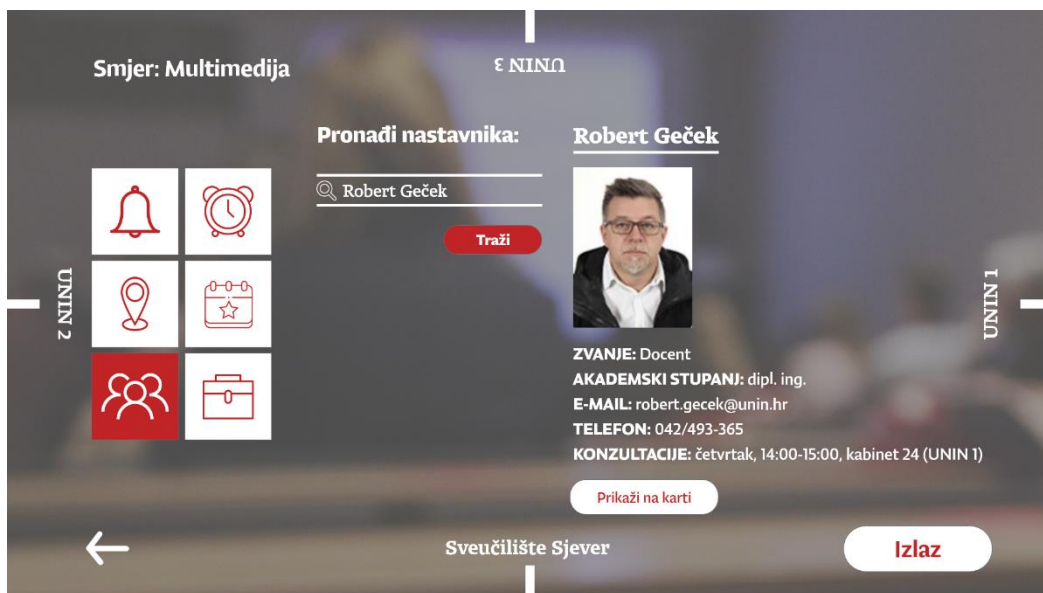 UNIN 3
Smjer: Multimedija
Pronađi nastavnika:
Robert Geček
Traži
Robert Geček
ZVANJE: Docent
AKADEMSKI STUPANJ: dipl. ing.
E-MAIL: robert.gecek@unin.hr
TELEFON: 042/493-365
KONZULTACIJE: četvrtak, 14:00-15:00, kabinet 24 (UNIN 1)
Prikaži na karti
UNIN 2
UNIN 1
Sveučilište Sjever
Izlaz